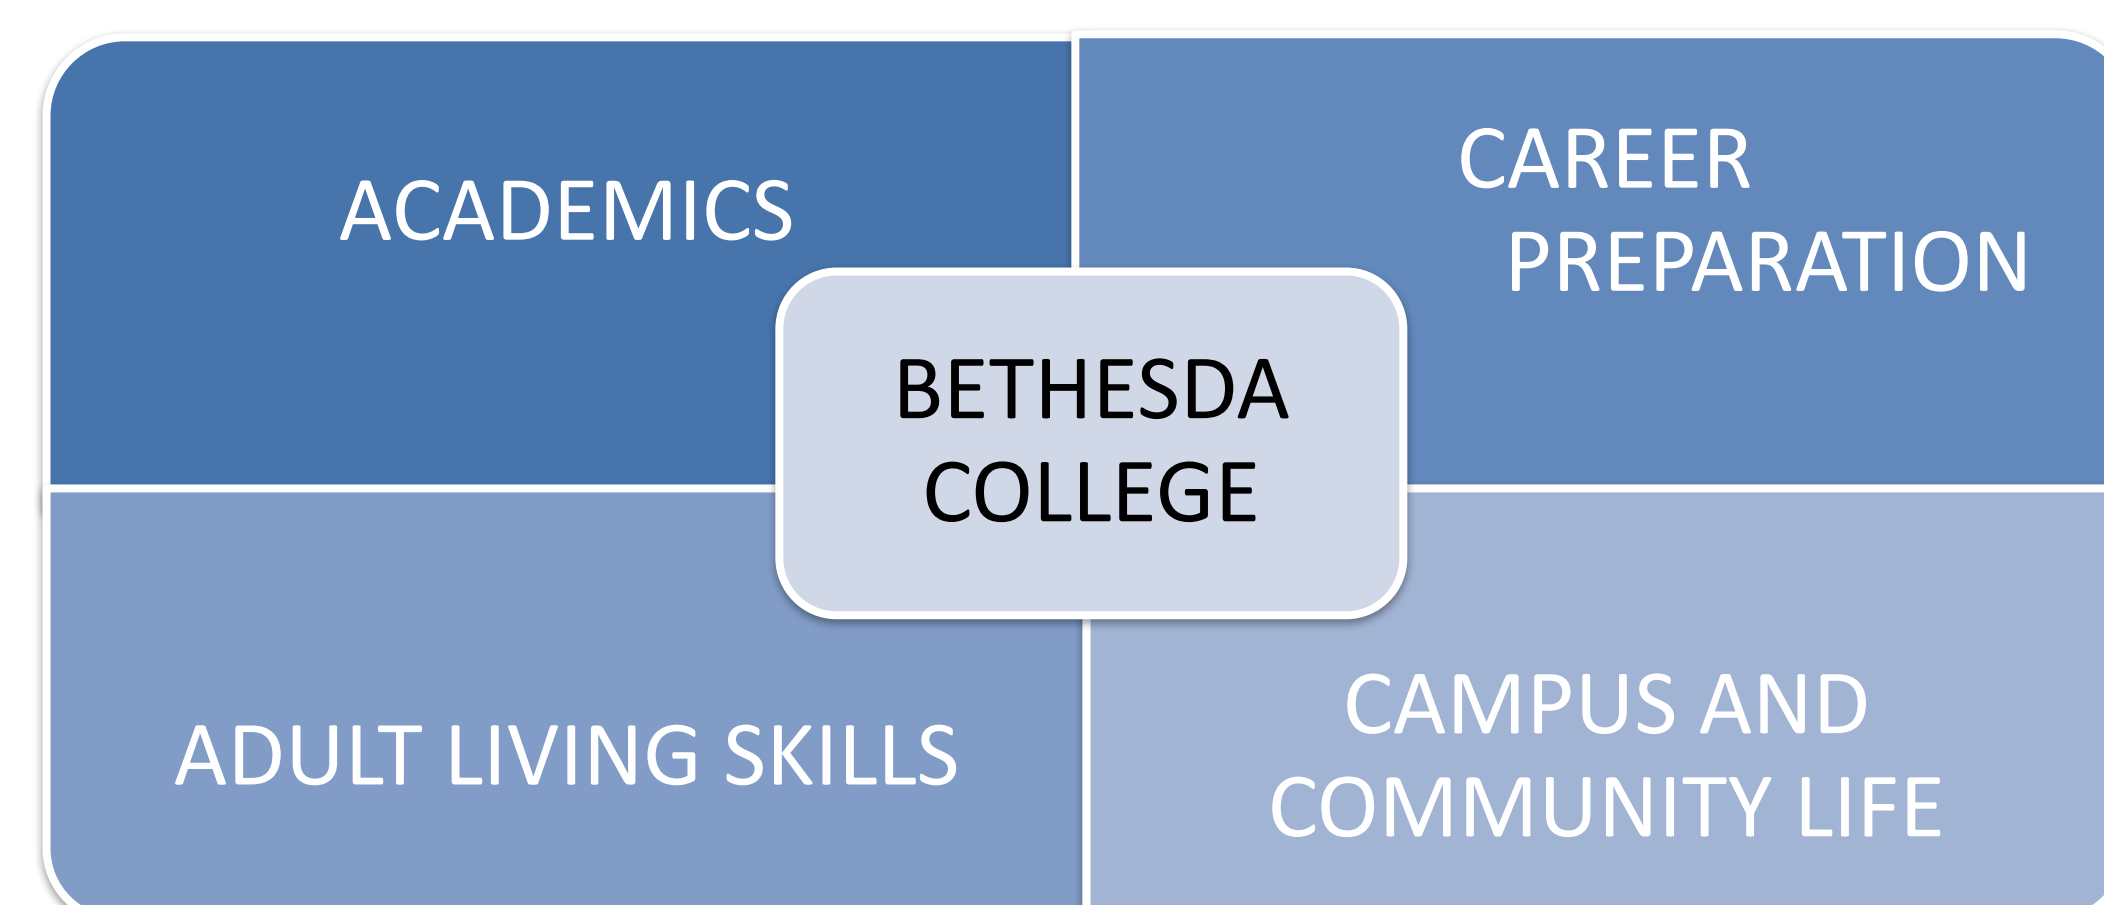 ACADEMICS
CAREER
PREPARATION
BETHESDA
COLLEGE
ADULT LIVING SKILLS
CAMPUS AND
COMMUNITY LIFE